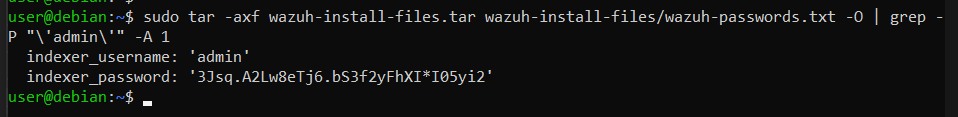 user@debian:~$ sudo tar -axf wazuh-install-files.tar wazuh-install-files/wazuh-passwords.txt -O | grep -
P "\'admin\'" -A 1
  indexer_username: 'admin'
  indexer_password: '3Jsq.A2Lw8eTj6.bS3f2yFhXI*I05yi2'
user@debian:~$